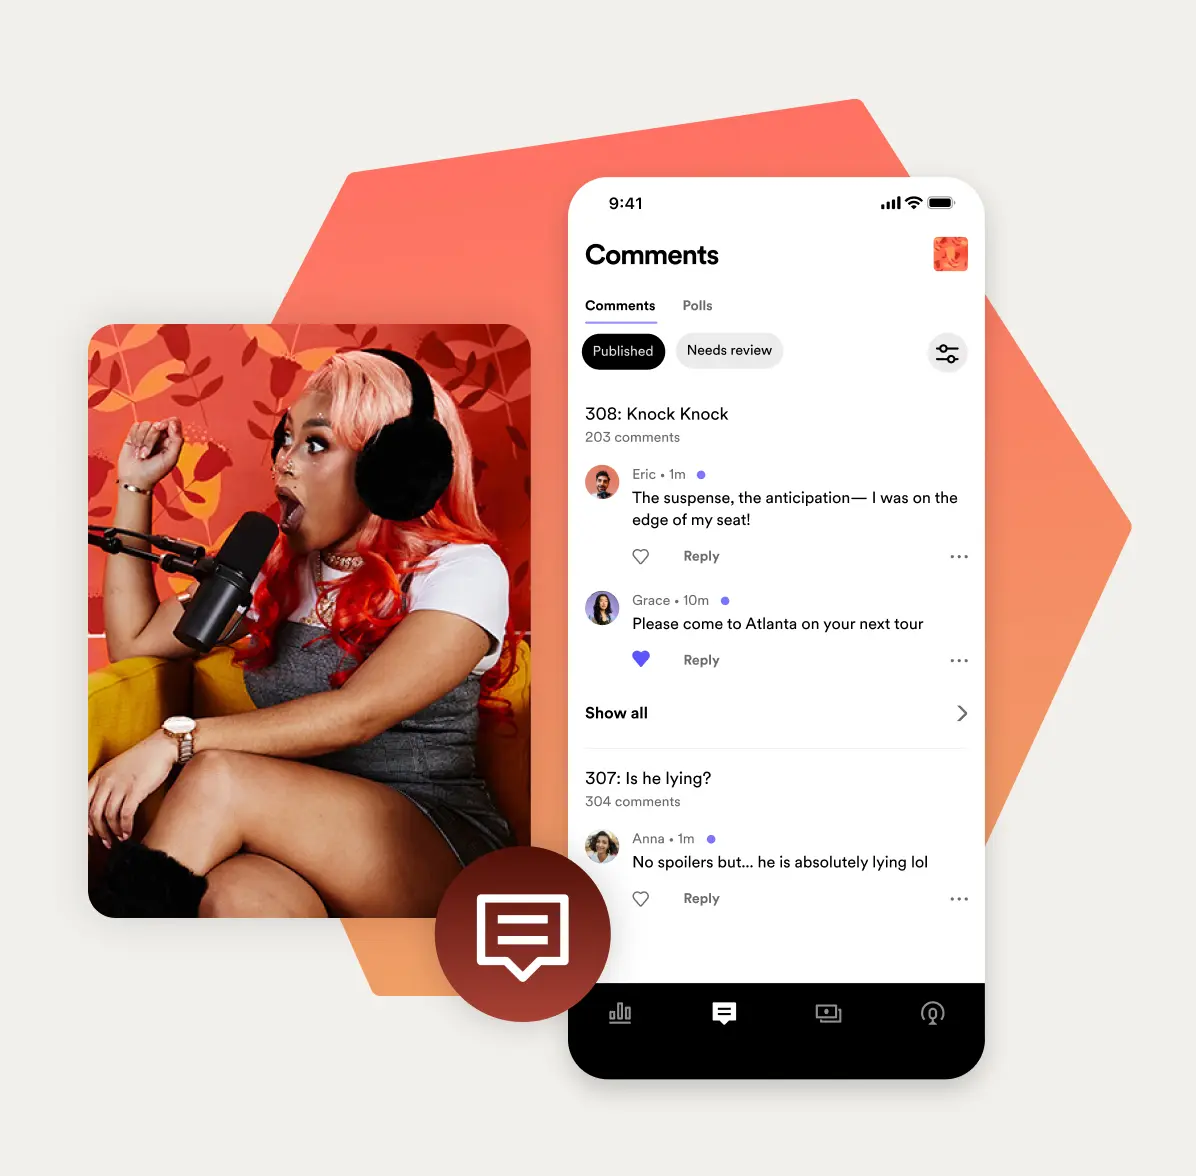 9:41
Comments
Comments Polls
Published Needs review
308: Knock Knock
203 comments
Eric • 1m
The suspense, the anticipation— I was on the
edge of my seat!
Reply
Grace • 10m
Please come to Atlanta on your next tour
Reply
Show all
307: Is he lying?
304 comments
Anna • 1m
No spoilers but... he is absolutely lying lol
Reply